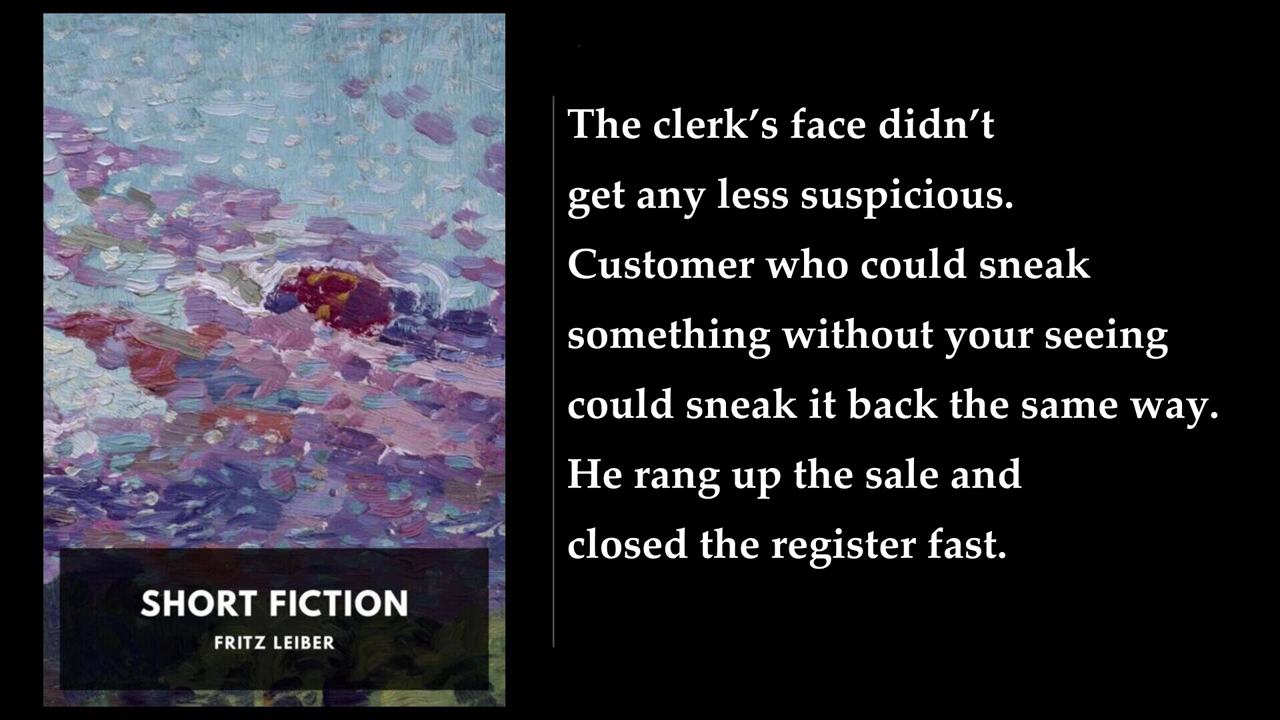 SHORT FICTION
FRITZ LEIBER
The clerk’s face didn’t
get any less suspicious.
Customer who could sneak
something without your seeing
could sneak it back the same way.
He rang up the sale and
closed the register fast.